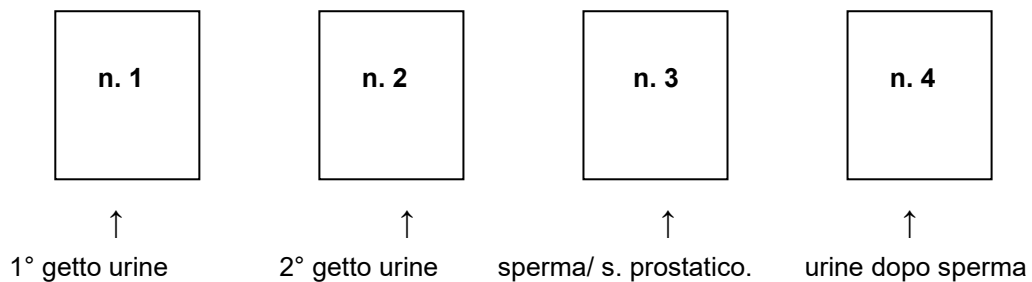 n. 1 n. 2 n. 3 n. 4
↑ ↑ ↑ ↑
1° getto urine 2° getto urine sperma/ s. prostatico. urine dopo sperma